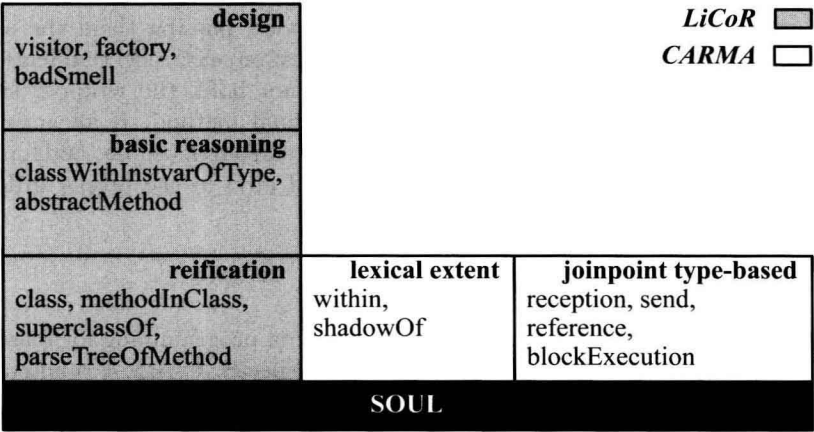 design
visitor, factory,
badSmell
LiCoR
CARMA
basic reasoning
classWithInstvarOfType,
abstractMethod
reification
class, methodInClass,
superclassOf,
parseTreeOfMethod
lexical extent
within,
shadowOf
joinpoint type-based
reception, send,
reference,
blockExecution
SOUL